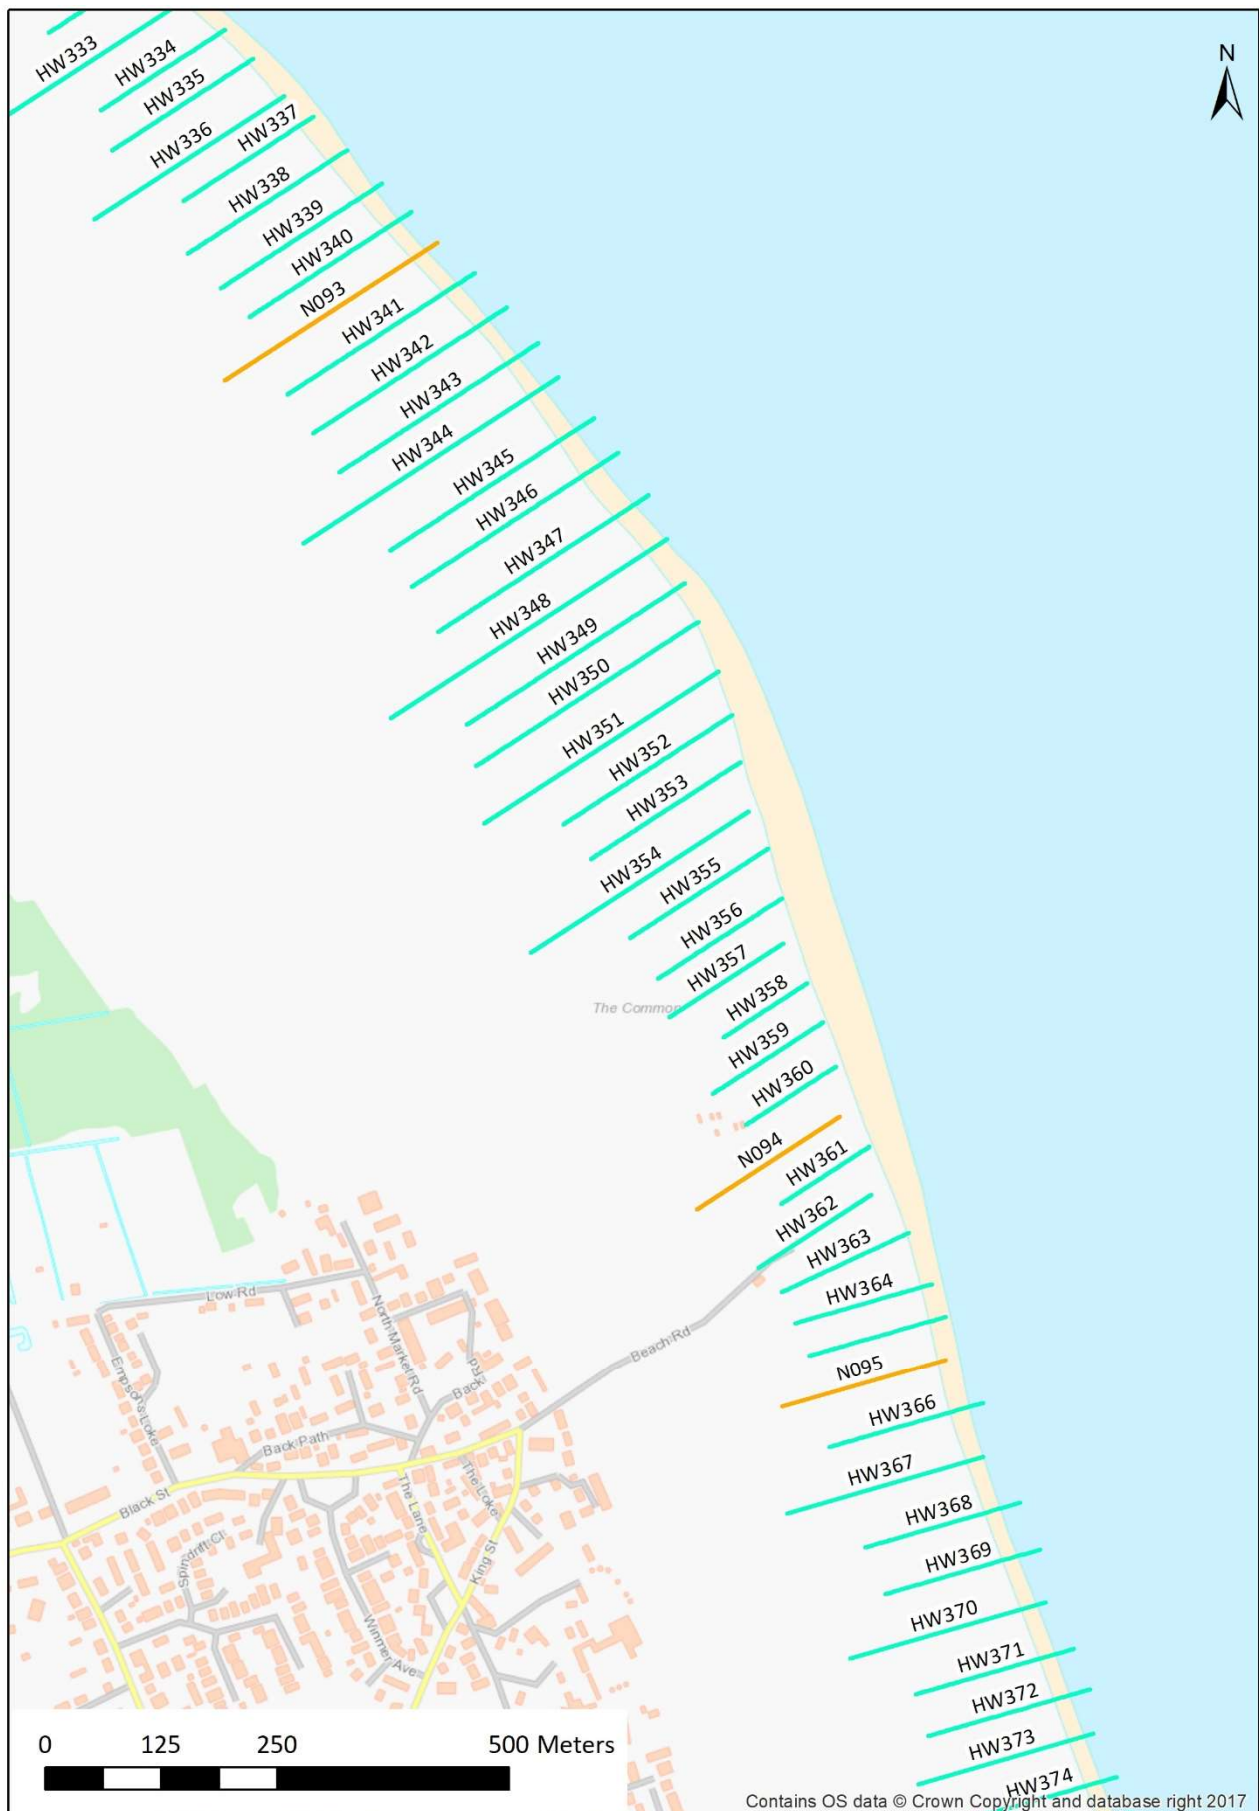 N
HW333
HW334
HW335
HW336
HW337
HW338
HW339
HW340
N093
HW341
HW342
HW343
HW344
HW345
HW346
HW347
HW348
HW349
HW350
HW351
HW352
HW353
HW354
HW355
HW356
HW357
The Common
HW358
HW359
HW360
N094
HW361
HW362
HW363
HW364
Low Rd
North Market Rd
Beach Rd
Empson's Loke
Back Rd
N095
HW366
Back Path
HW367
Black St
The Lane
The Loke
HW368
King St
Spindrift Cl
HW369
HW370
Winmer Ave
HW371
HW372
HW373
HW374
0 125 250 500 Meters
Contains OS data © Crown Copyright and database right 2017